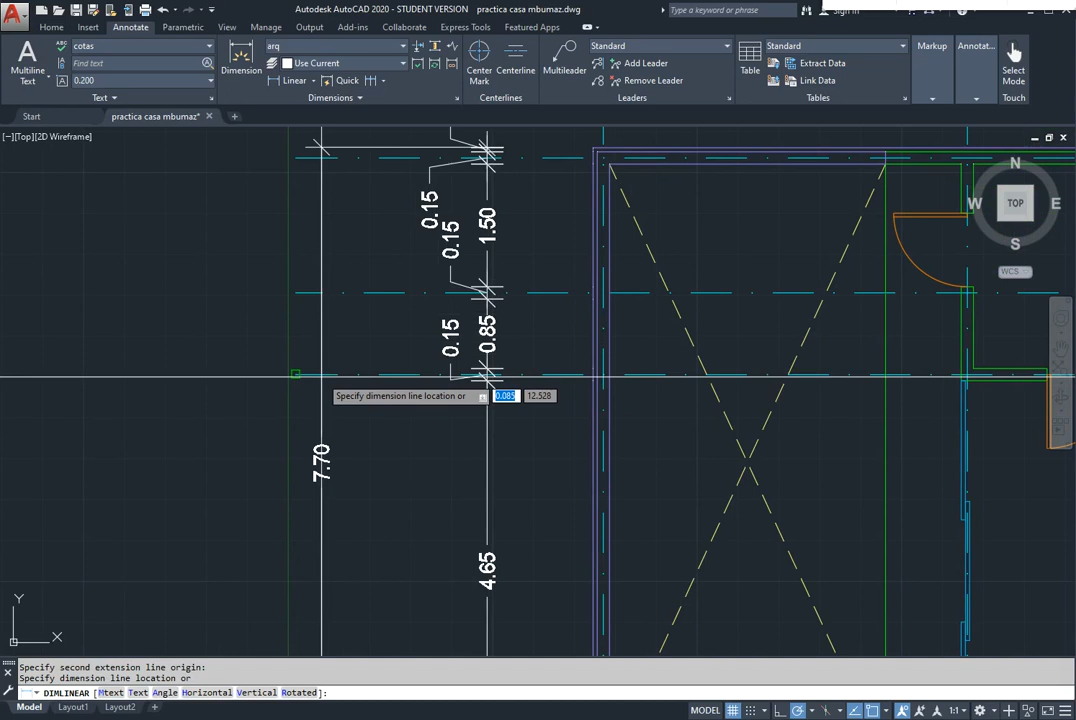 Autodesk AutoCAD 2020 - STUDENT VERSION practica casa mbumaz.dwg
Type a keyword or phrase
Home Insert Annotate Parametric View Manage Output Add-ins Collaborate Express Tools Featured Apps
Multiline Text
cotas
Find text
0.200
Text
Dimension
arq
Use Current
Linear
Quick
Dimensions
Center Mark
Centerline
Centerlines
Multileader
Standard
Add Leader
Remove Leader
Leaders
Table
Standard
Extract Data
Link Data
Tables
Markup
Annotat...
Select Mode
Touch
Start
practica casa mbumaz*
[−][Top][2D Wireframe]
N
W TOP E
S
WCS
0.15
0.15
1.50
0.15
0.85
7.70
4.65
Specify dimension line location or 0.085 12.528
Y
X
Specify second extension line origin:
Specify dimension line location or
DIMLINEAR [Mtext Text Angle Horizontal Vertical Rotated]:
Model Layout1 Layout2 +
MODEL
1:1